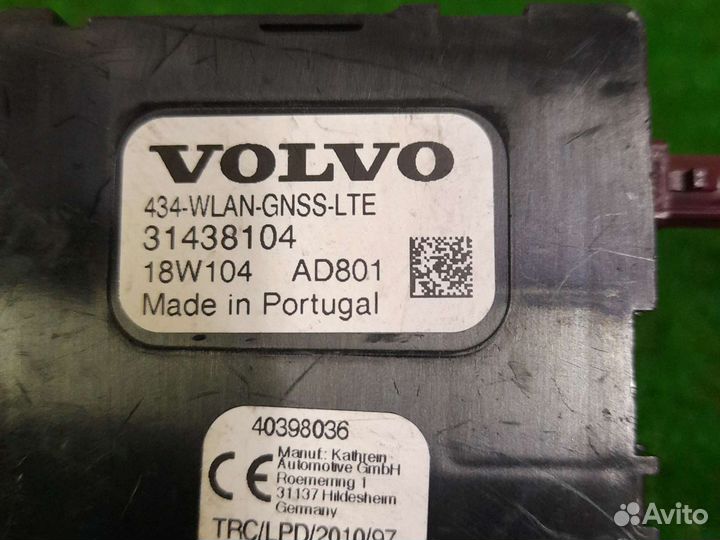 VOLVO
434-WLAN-GNSS-LTE
31438104
18W104 AD801
Made in Portugal
40398036
CE
Manuf.: Kathrein
Automotive GmbH
Roemerring 1
31137 Hildesheim
Germany
TRC/LPD/2010/97
Avito